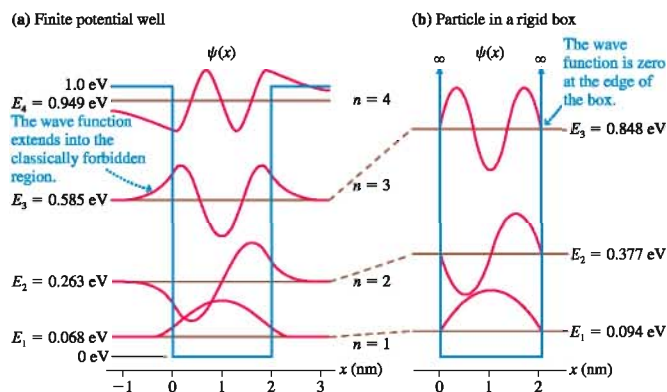 (a) Finite potential well
ψ(x)
1.0 eV
E₄ = 0.949 eV
The wave function
extends into the
classically forbidden
region.
E₃ = 0.585 eV
E₂ = 0.263 eV
E₁ = 0.068 eV
0 eV
n = 4
n = 3
n = 2
n = 1
−1
0
1
2
3
x (nm)
(b) Particle in a rigid box
∞
ψ(x)
∞
The wave
function is zero
at the edge of
the box.
E₃ = 0.848 eV
E₂ = 0.377 eV
E₁ = 0.094 eV
0
1
2
x (nm)